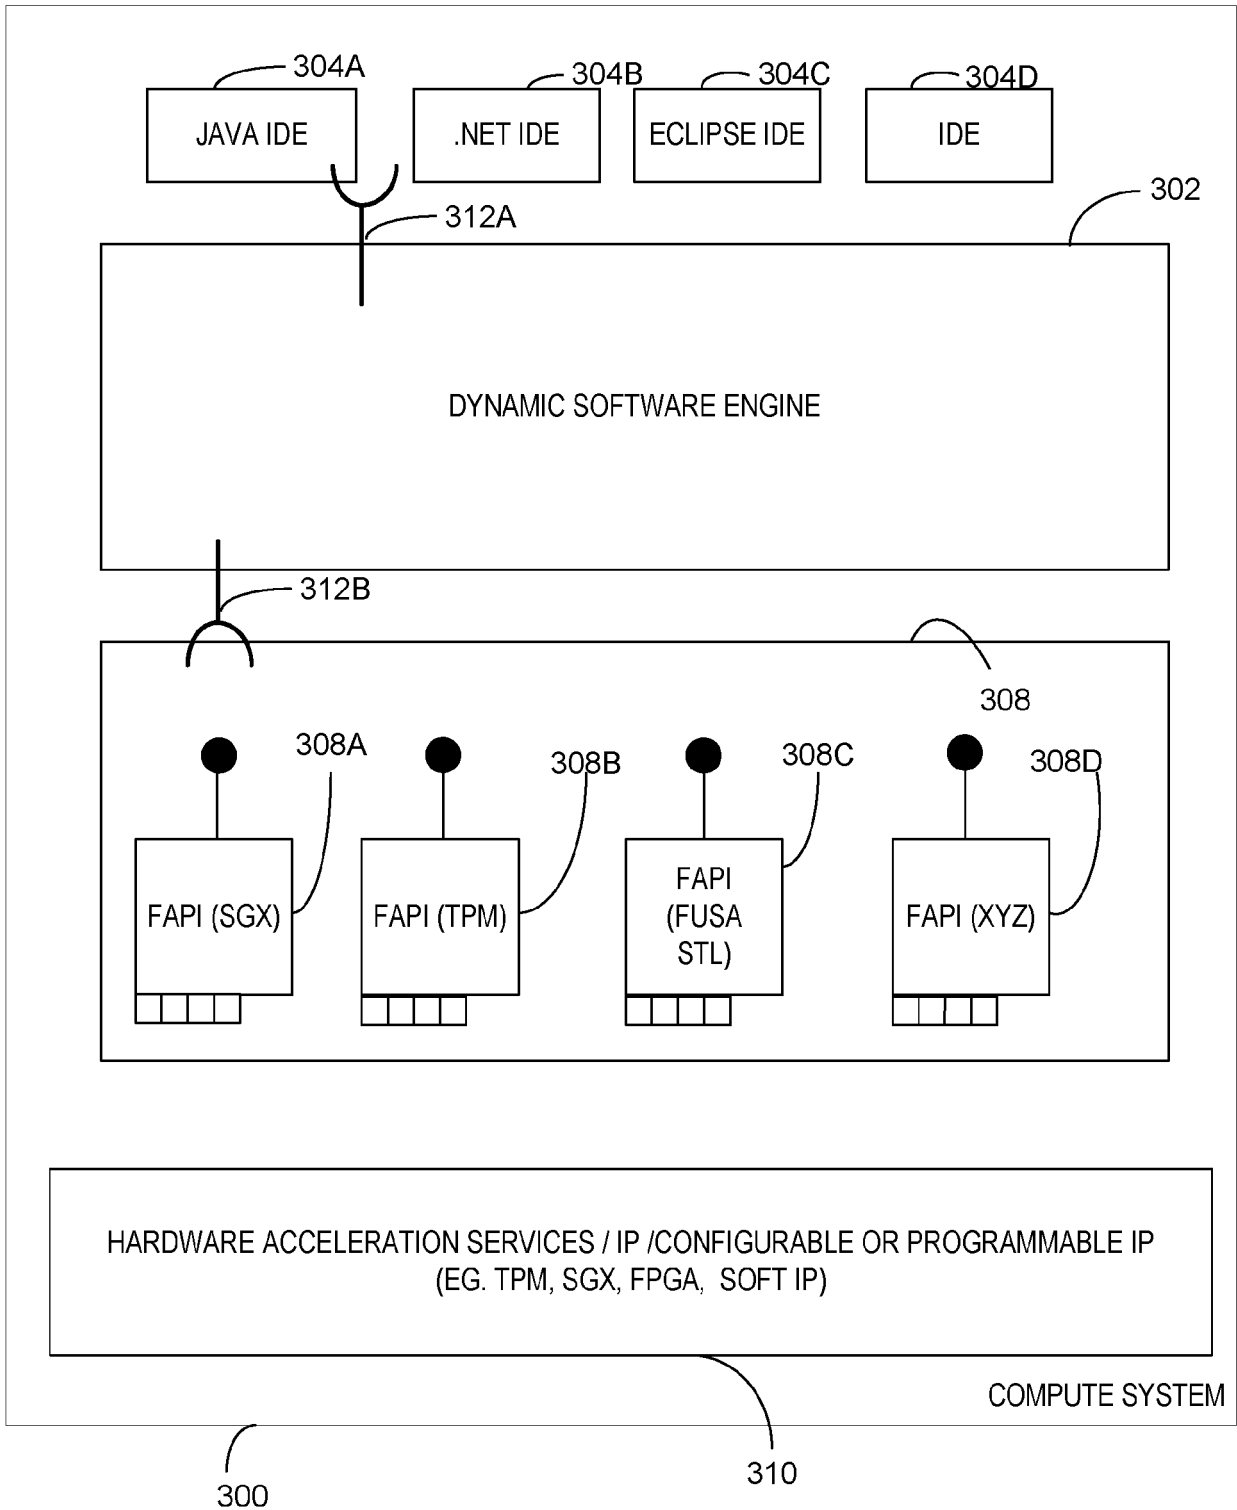 304A
304B
304C
304D
JAVA IDE
.NET IDE
ECLIPSE IDE
IDE
302
312A
DYNAMIC SOFTWARE ENGINE
312B
308
308A
308B
308C
308D
FAPI (SGX)
FAPI (TPM)
FAPI
(FUSA
STL)
FAPI (XYZ)
HARDWARE ACCELERATION SERVICES / IP /CONFIGURABLE OR PROGRAMMABLE IP
(EG. TPM, SGX, FPGA, SOFT IP)
COMPUTE SYSTEM
310
300